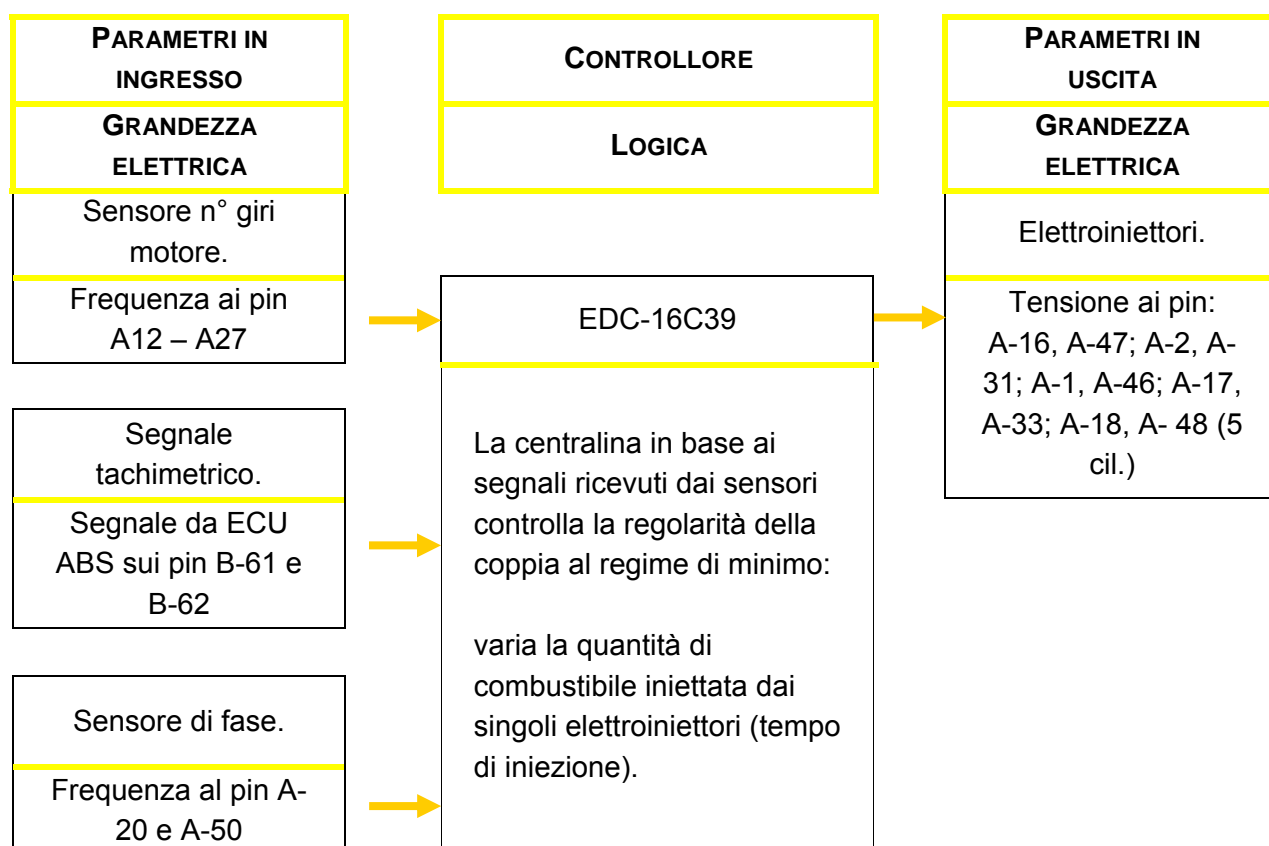 PARAMETRI IN
INGRESSO
GRANDEZZA
ELETTRICA
Sensore n° giri
motore.
Frequenza ai pin
A12 – A27
Segnale
tachimetrico.
Segnale da ECU
ABS sui pin B-61 e
B-62
Sensore di fase.
Frequenza al pin A-
20 e A-50
CONTROLLORE
LOGICA
EDC-16C39
La centralina in base ai
segnali ricevuti dai sensori
controlla la regolarità della
coppia al regime di minimo:
varia la quantità di
combustibile iniettata dai
singoli elettroiniettori (tempo
di iniezione).
PARAMETRI IN
USCITA
GRANDEZZA
ELETTRICA
Elettroiniettori.
Tensione ai pin:
A-16, A-47; A-2, A-
31; A-1, A-46; A-17,
A-33; A-18, A- 48 (5
cil.)